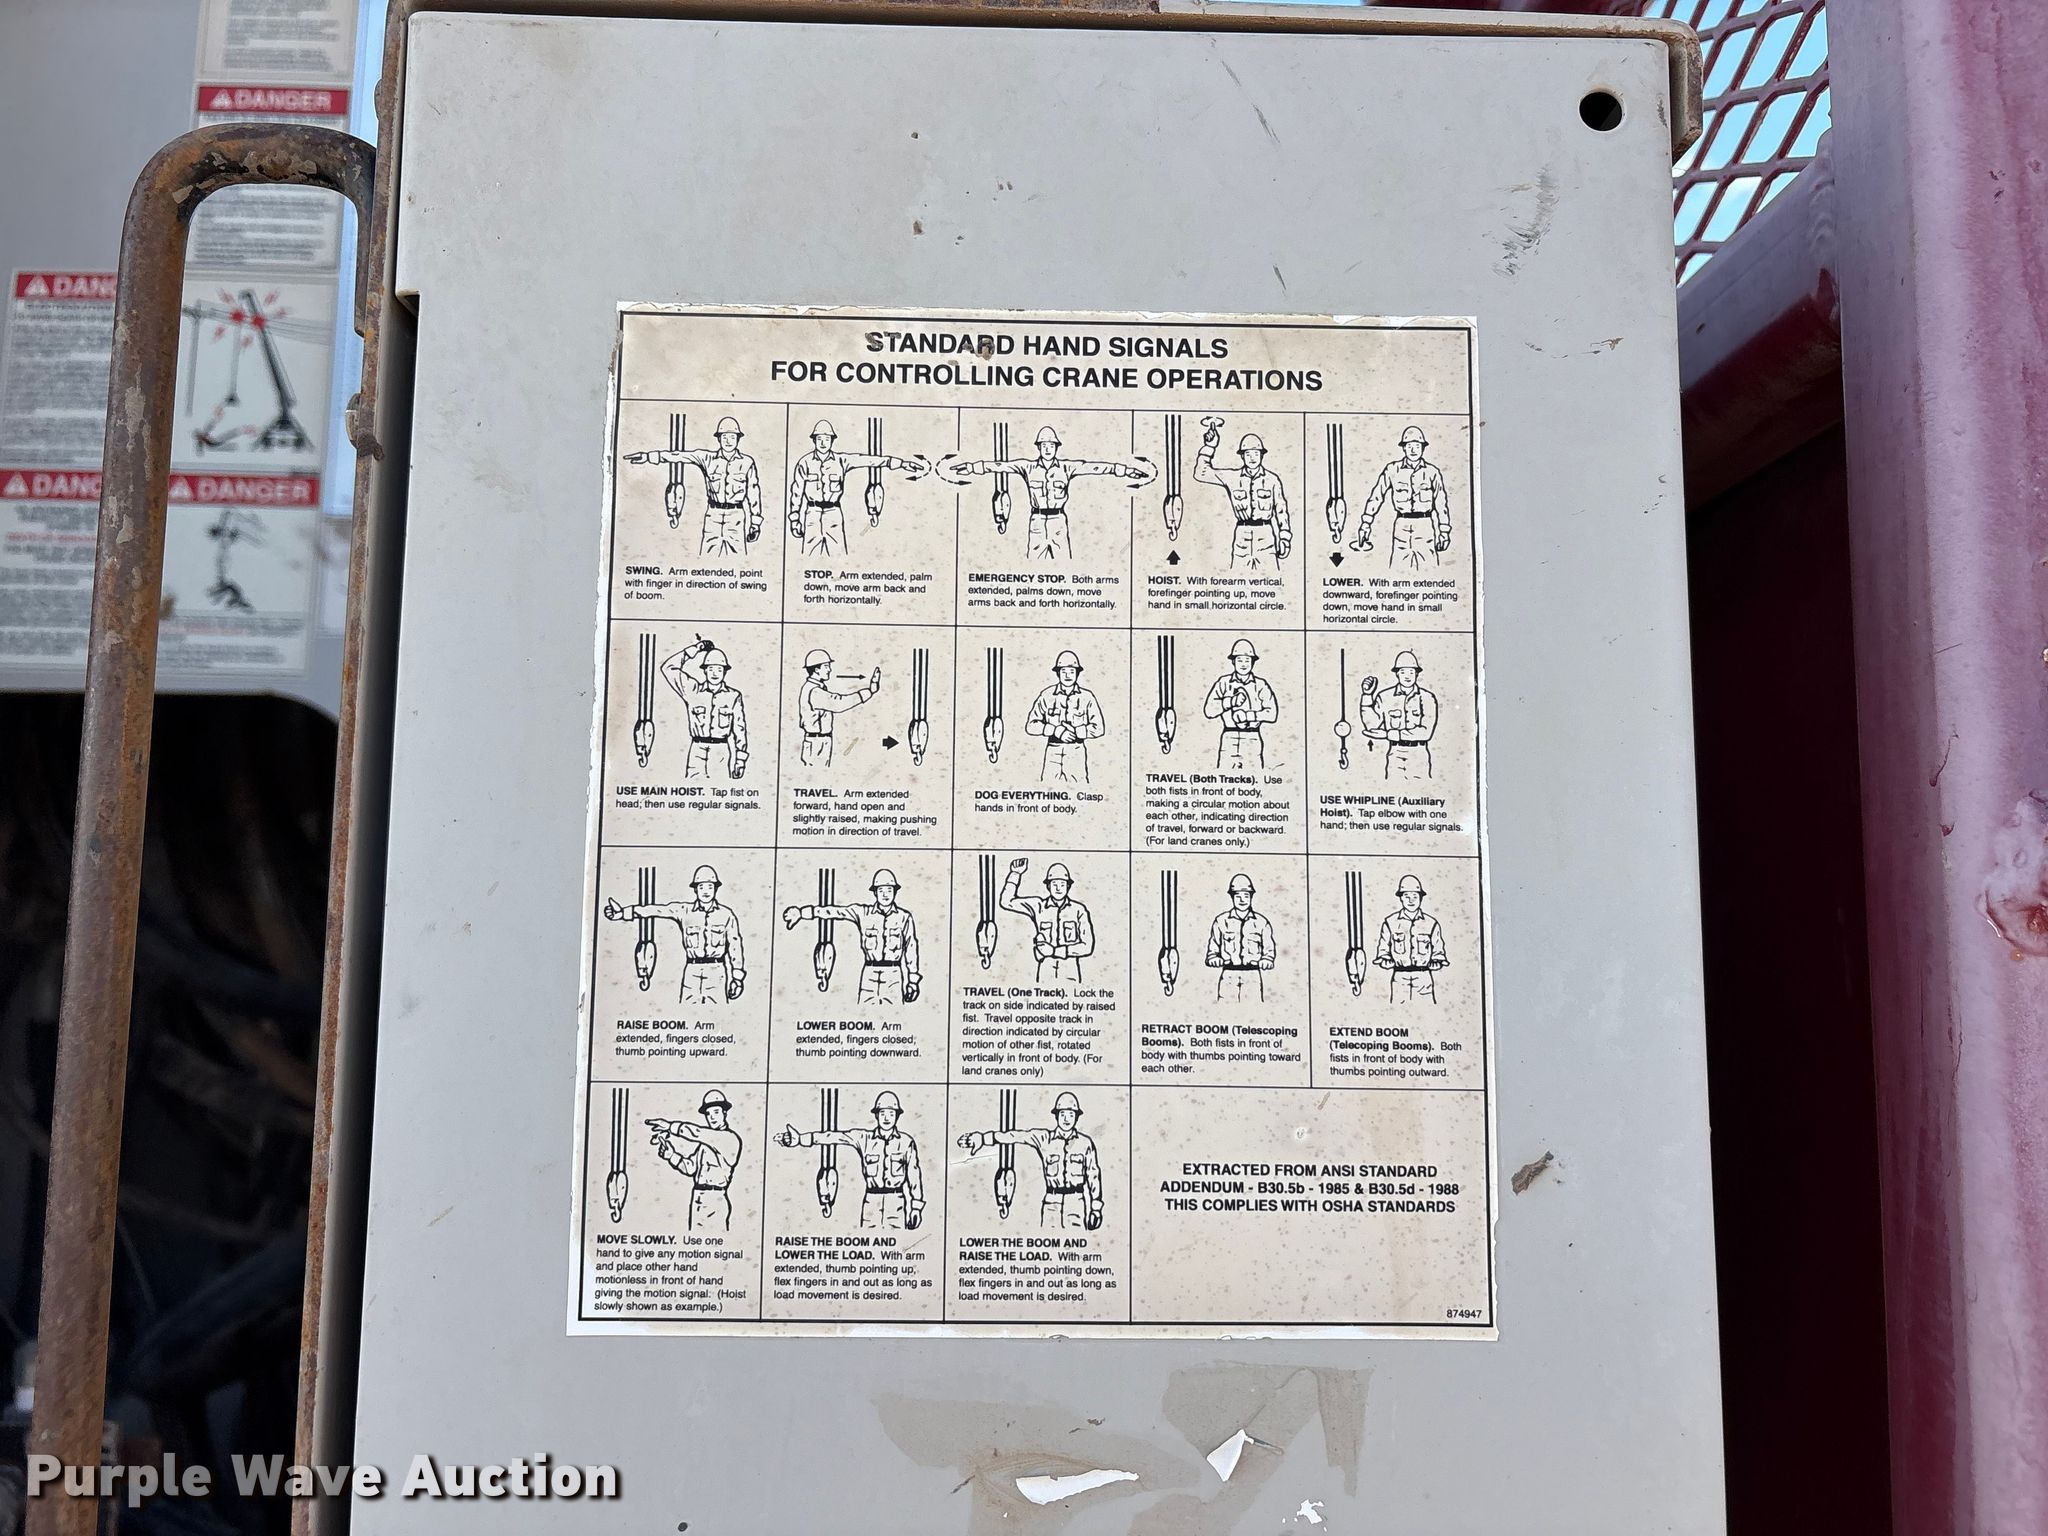 DANGER
DANG
DANG
DANGER
STANDARD HAND SIGNALS
FOR CONTROLLING CRANE OPERATIONS
SWING. Arm extended, point
with finger in direction of swing
of boom.
STOP. Arm extended, palm
down, move arm back and
forth horizontally.
EMERGENCY STOP. Both arms
extended, palms down, move
arms back and forth horizontally.
HOIST. With forearm vertical,
forefinger pointing up, move
hand in small horizontal circle.
LOWER. With arm extended
downward, forefinger pointing
down, move hand in small
horizontal circle.
USE MAIN HOIST. Tap fist on
head; then use regular signals.
TRAVEL. Arm extended
forward, hand open and
slightly raised, making pushing
motion in direction of travel.
DOG EVERYTHING. Clasp
hands in front of body.
TRAVEL (Both Tracks). Use
both fists in front of body,
making a circular motion about
each other, indicating direction
of travel, forward or backward.
(For land cranes only.)
USE WHIPLINE (Auxiliary
Hoist). Tap elbow with one
hand; then use regular signals.
RAISE BOOM. Arm
extended, fingers closed,
thumb pointing upward.
LOWER BOOM. Arm
extended, fingers closed,
thumb pointing downward.
TRAVEL (One Track). Lock the
track on side indicated by raised
fist. Travel opposite track in
direction indicated by circular
motion of other fist, rotated
vertically in front of body. (For
land cranes only)
RETRACT BOOM (Telescoping
Booms). Both fists in front of
body with thumbs pointing toward
each other.
EXTEND BOOM
(Telecoping Booms). Both
fists in front of body with
thumbs pointing outward.
MOVE SLOWLY. Use one
hand to give any motion signal
and place other hand
motionless in front of hand
giving the motion signal. (Hoist
slowly shown as example.)
RAISE THE BOOM AND
LOWER THE LOAD. With arm
extended, thumb pointing up,
flex fingers in and out as long as
load movement is desired.
LOWER THE BOOM AND
RAISE THE LOAD. With arm
extended, thumb pointing down,
flex fingers in and out as long as
load movement is desired.
EXTRACTED FROM ANSI STANDARD
ADDENDUM - B30.5b - 1985 & B30.5d - 1988
THIS COMPLIES WITH OSHA STANDARDS
874947
Purple Wave Auction